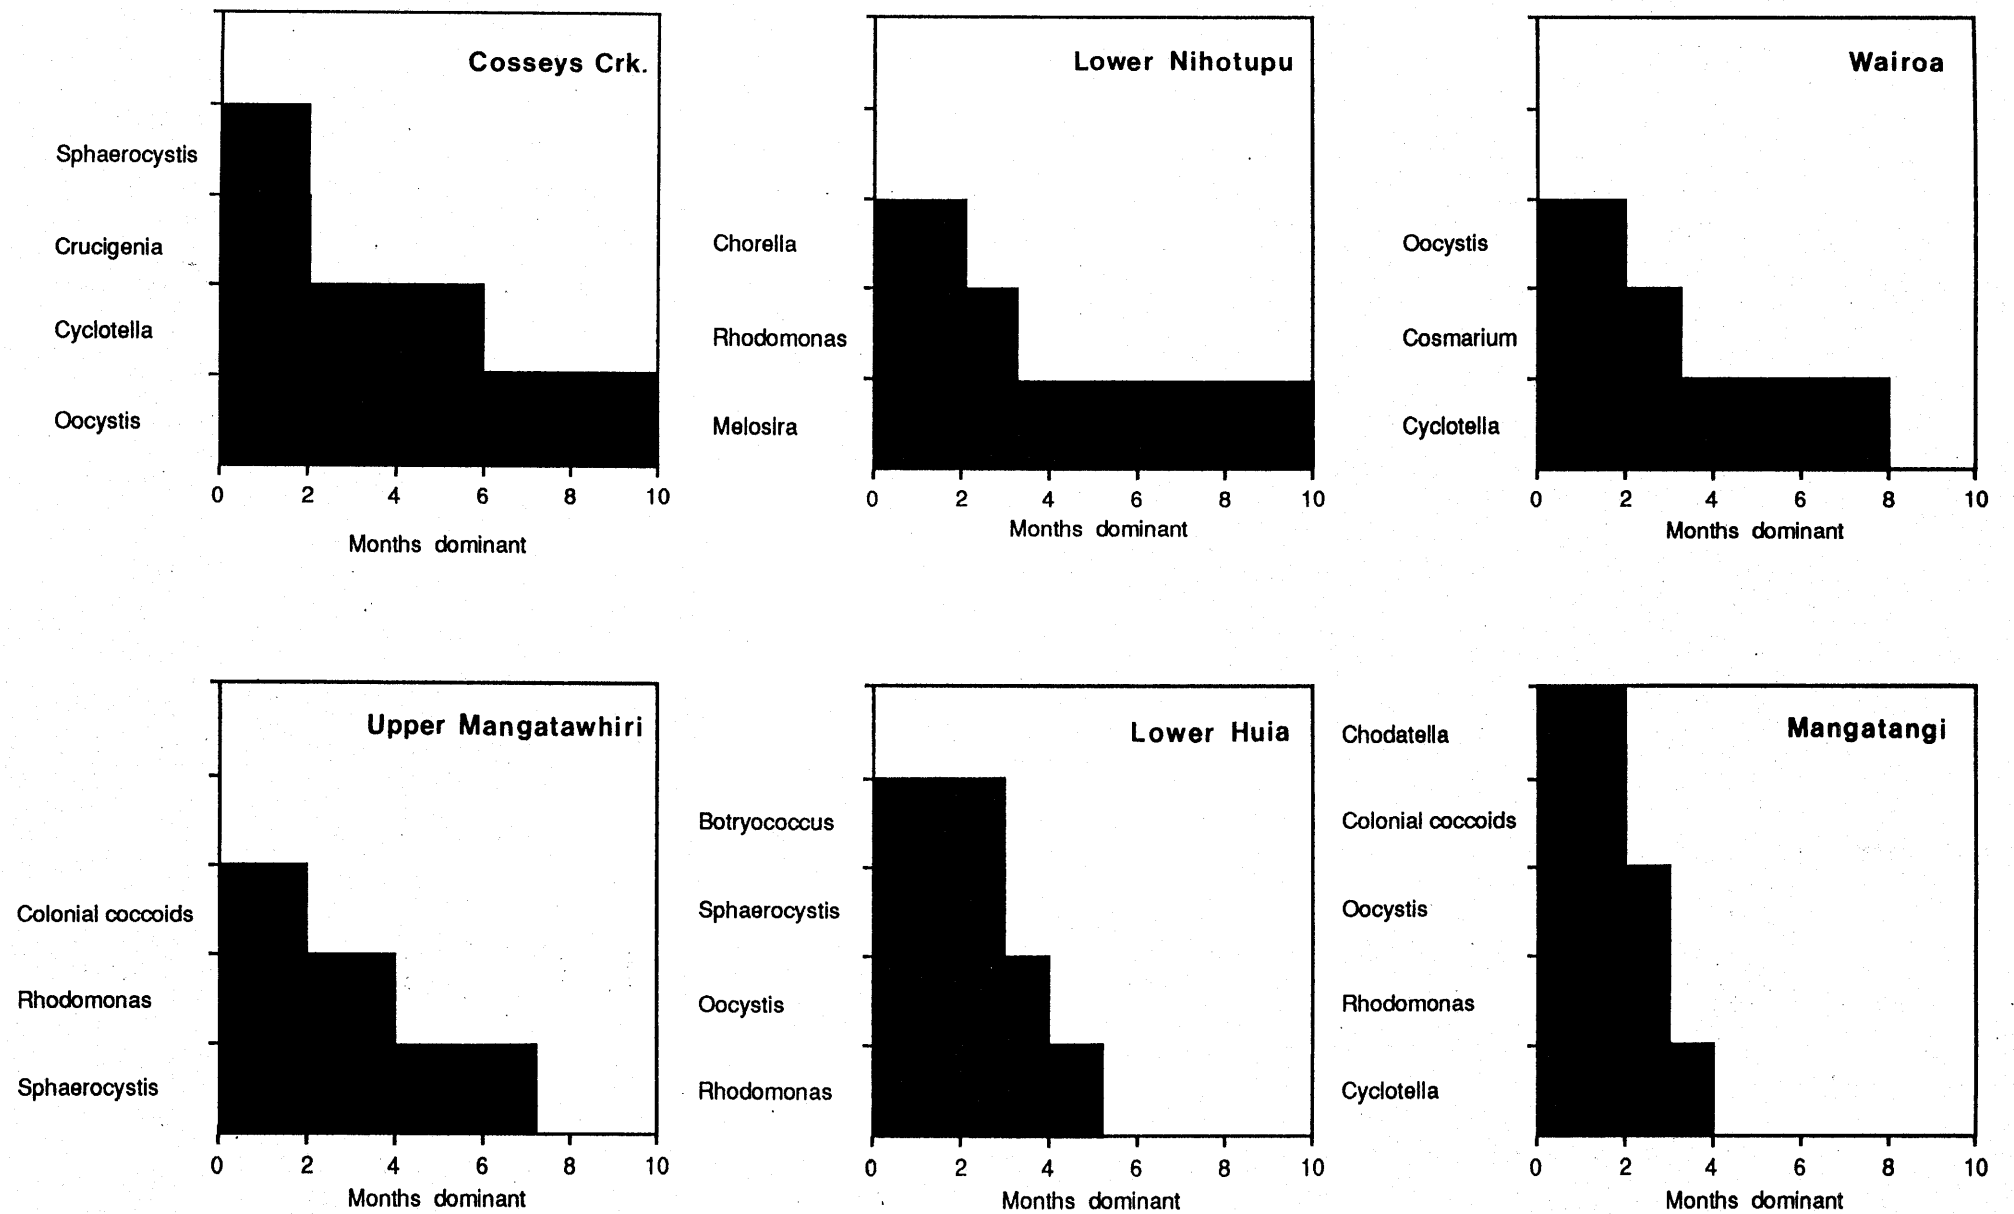 Cosseys Crk.
Sphaerocystis
Crucigenia
Cyclotella
Oocystis
0 2 4 6 8 10
Months dominant
Lower Nihotupu
Chorella
Rhodomonas
Melosira
0 2 4 6 8 10
Months dominant
Wairoa
Oocystis
Cosmarium
Cyclotella
0 2 4 6 8 10
Months dominant
Upper Mangatawhiri
Colonial coccoids
Rhodomonas
Sphaerocystis
0 2 4 6 8 10
Months dominant
Lower Huia
Botryococcus
Sphaerocystis
Oocystis
Rhodomonas
0 2 4 6 8 10
Months dominant
Mangatangi
Chodatella
Colonial coccoids
Oocystis
Rhodomonas
Cyclotella
0 2 4 6 8 10
Months dominant